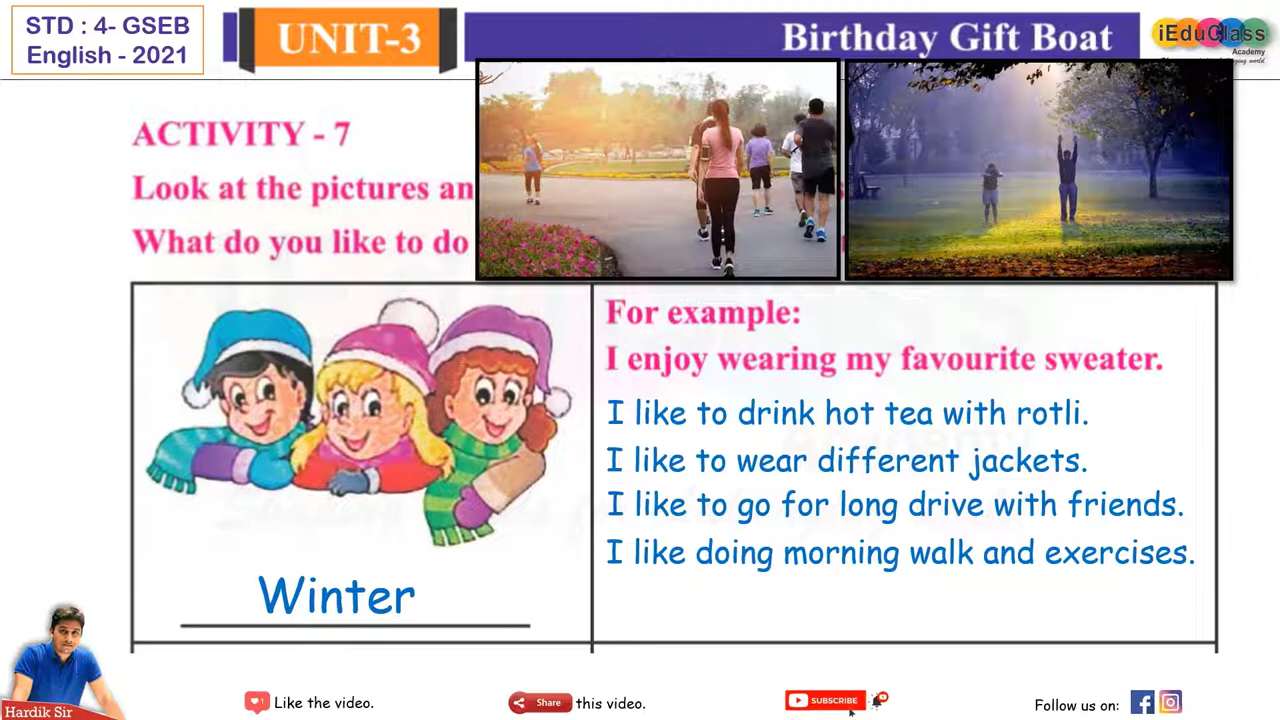 STD : 4- GSEB
English - 2021
UNIT-3
Birthday Gift Boat
iEduClass
Academy
ACTIVITY - 7
Look at the pictures an
What do you like to do
For example:
I enjoy wearing my favourite sweater.
I like to drink hot tea with rotli.
I like to wear different jackets.
I like to go for long drive with friends.
I like doing morning walk and exercises.
Winter
Hardik Sir
Like the video.
Share this video.
SUBSCRIBE
Follow us on: